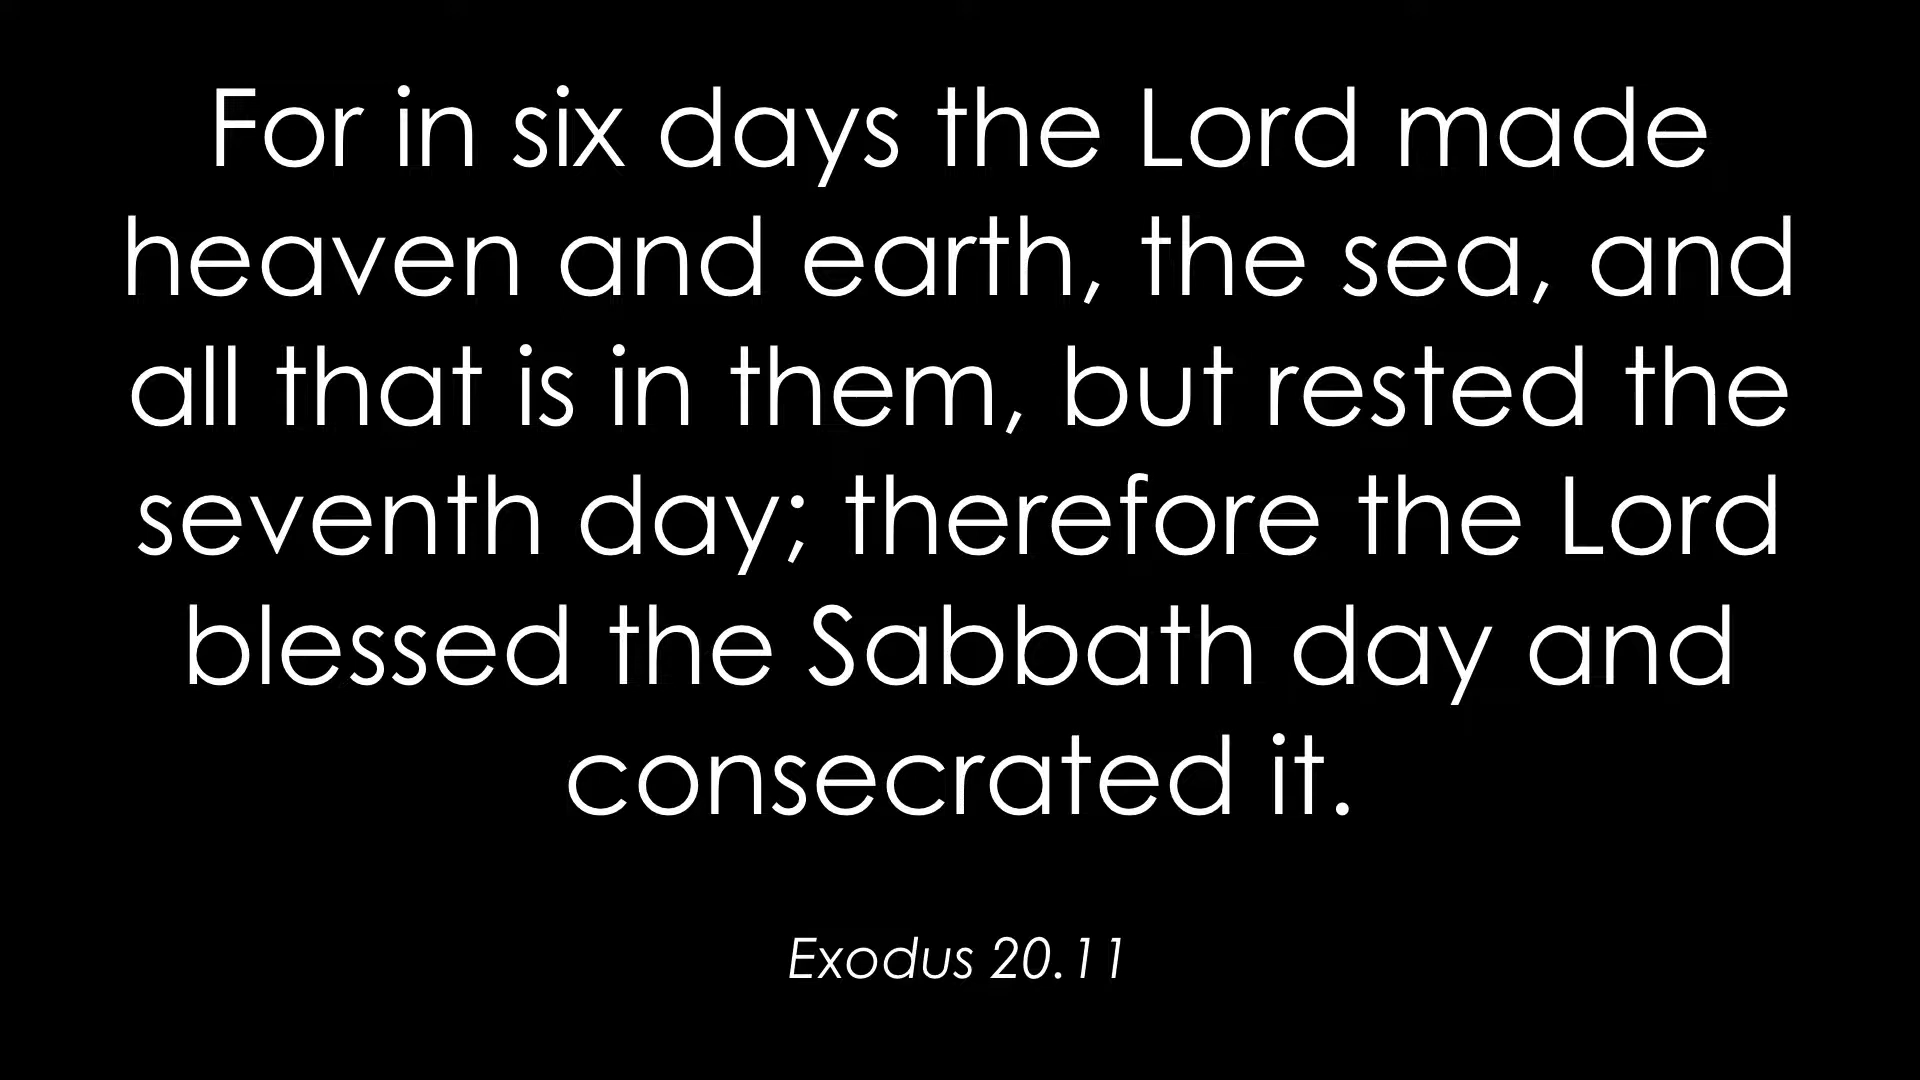 For in six days the Lord made
heaven and earth, the sea, and
all that is in them, but rested the
seventh day; therefore the Lord
blessed the Sabbath day and
consecrated it.
Exodus 20.11